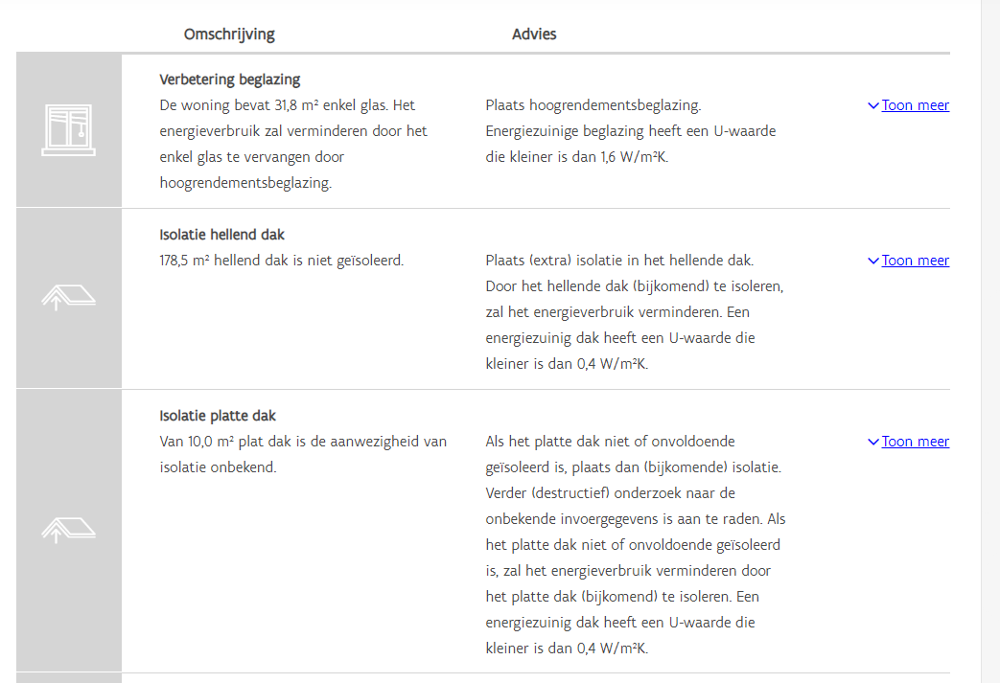 Omschrijving Advies
Verbetering beglazing
De woning bevat 31,8 m² enkel glas. Het
energieverbruik zal verminderen door het
enkel glas te vervangen door
hoogrendementsbeglazing.
Plaats hoogrendementsbeglazing.
Energiezuinige beglazing heeft een U-waarde
die kleiner is dan 1,6 W/m²K.
Toon meer
Isolatie hellend dak
178,5 m² hellend dak is niet geïsoleerd.
Plaats (extra) isolatie in het hellende dak.
Door het hellende dak (bijkomend) te isoleren,
zal het energieverbruik verminderen. Een
energiezuinig dak heeft een U-waarde die
kleiner is dan 0,4 W/m²K.
Toon meer
Isolatie platte dak
Van 10,0 m² plat dak is de aanwezigheid van
isolatie onbekend.
Als het platte dak niet of onvoldoende
geïsoleerd is, plaats dan (bijkomende) isolatie.
Verder (destructief) onderzoek naar de
onbekende invoergegevens is aan te raden. Als
het platte dak niet of onvoldoende geïsoleerd
is, zal het energieverbruik verminderen door
het platte dak (bijkomend) te isoleren. Een
energiezuinig dak heeft een U-waarde die
kleiner is dan 0,4 W/m²K.
Toon meer